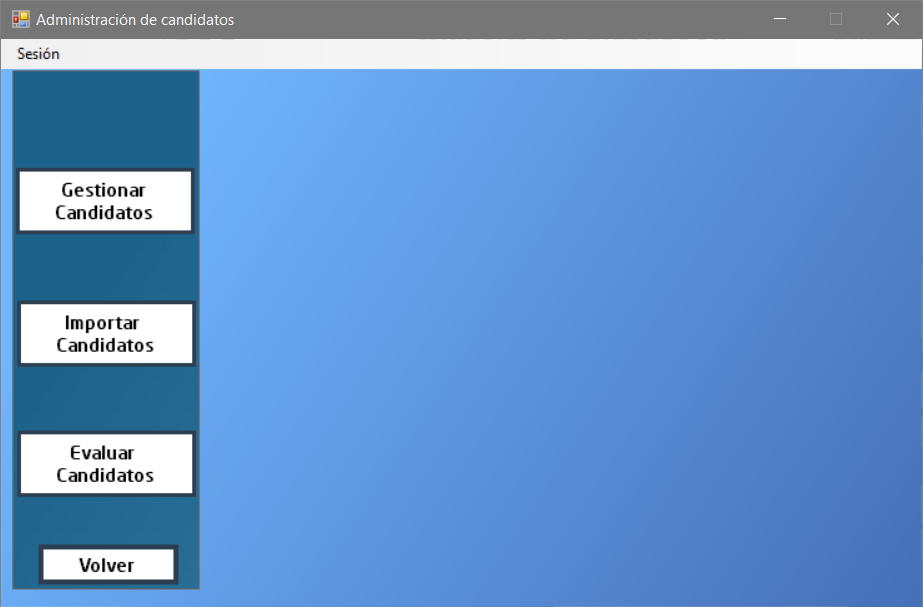 Administración de candidatos
Sesión
Gestionar
Candidatos
Importar
Candidatos
Evaluar
Candidatos
Volver